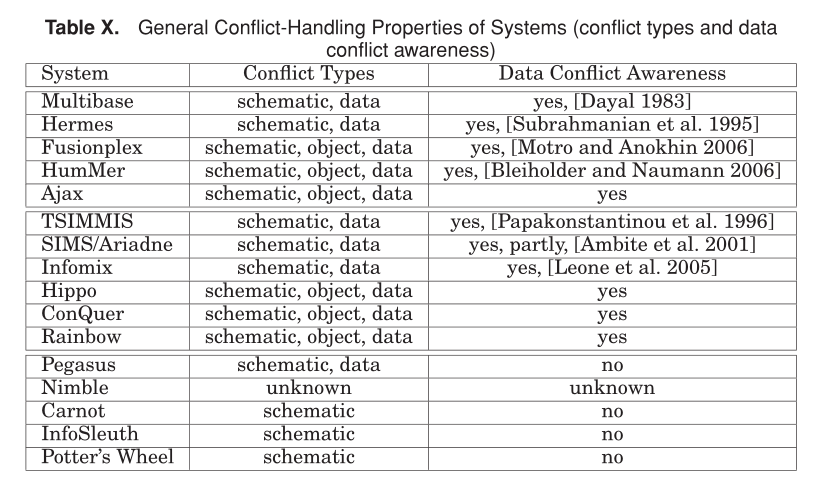 Table X. General Conflict-Handling Properties of Systems (conflict types and data
conflict awareness)
System Conflict Types Data Conflict Awareness
Multibase schematic, data yes, [Dayal 1983]
Hermes schematic, data yes, [Subrahmanian et al. 1995]
Fusionplex schematic, object, data yes, [Motro and Anokhin 2006]
HumMer schematic, object, data yes, [Bleiholder and Naumann 2006]
Ajax schematic, object, data yes
TSIMMIS schematic, data yes, [Papakonstantinou et al. 1996]
SIMS/Ariadne schematic, data yes, partly, [Ambite et al. 2001]
Infomix schematic, data yes, [Leone et al. 2005]
Hippo schematic, object, data yes
ConQuer schematic, object, data yes
Rainbow schematic, object, data yes
Pegasus schematic, data no
Nimble unknown unknown
Carnot schematic no
InfoSleuth schematic no
Potter's Wheel schematic no